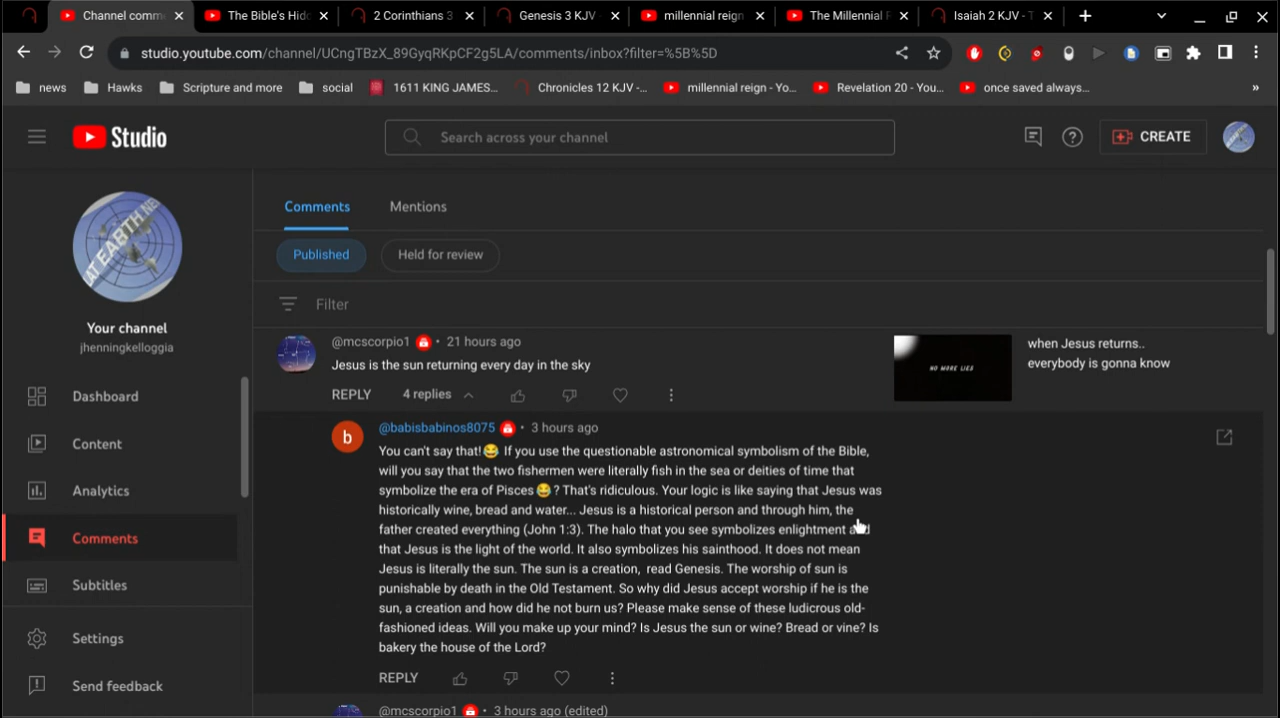 Channel comm
The Bible's Hid
2 Corinthians 3
Genesis 3 KJV -
millennial reign
The Millennial
Isaiah 2 KJV -
studio.youtube.com/channel/UCngTBzX_89GyqRKpCF2g5LA/comments/inbox?filter=%5B%5D
news
Hawks
Scripture and more
social
1611 KING JAMES...
Chronicles 12 KJV -...
millennial reign - Yo...
Revelation 20 - You...
once saved always...
»
Studio
Search across your channel
CREATE
Your channel
jhenningkelloggia
Dashboard
Content
Analytics
Comments
Subtitles
Settings
Send feedback
Comments
Mentions
Published
Held for review
Filter
@mcscorpio1 • 21 hours ago
Jesus is the sun returning every day in the sky
REPLY 4 replies
NO MORE LIES
when Jesus returns..
everybody is gonna know
b
@babisbabinos8075 • 3 hours ago
You can't say that!😂 If you use the questionable astronomical symbolism of the Bible,
will you say that the two fishermen were literally fish in the sea or deities of time that
symbolize the era of Pisces😂? That's ridiculous. Your logic is like saying that Jesus was
historically wine, bread and water... Jesus is a historical person and through him, the
father created everything (John 1:3). The halo that you see symbolizes enlightment and
that Jesus is the light of the world. It also symbolizes his sainthood. It does not mean
Jesus is literally the sun. The sun is a creation, read Genesis. The worship of sun is
punishable by death in the Old Testament. So why did Jesus accept worship if he is the
sun, a creation and how did he not burn us? Please make sense of these ludicrous old-
fashioned ideas. Will you make up your mind? Is Jesus the sun or wine? Bread or vine? Is
bakery the house of the Lord?
REPLY
@mcscorpio1 • 3 hours ago (edited)